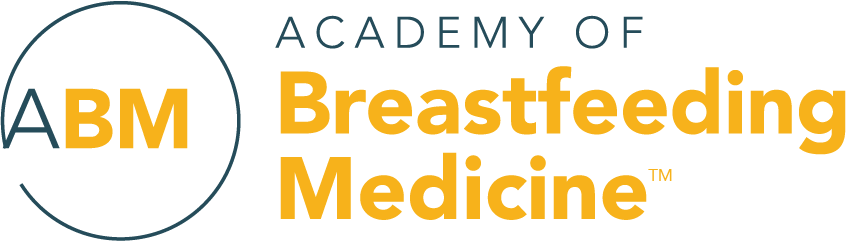 ABM
ACADEMY OF
Breastfeeding
Medicine™